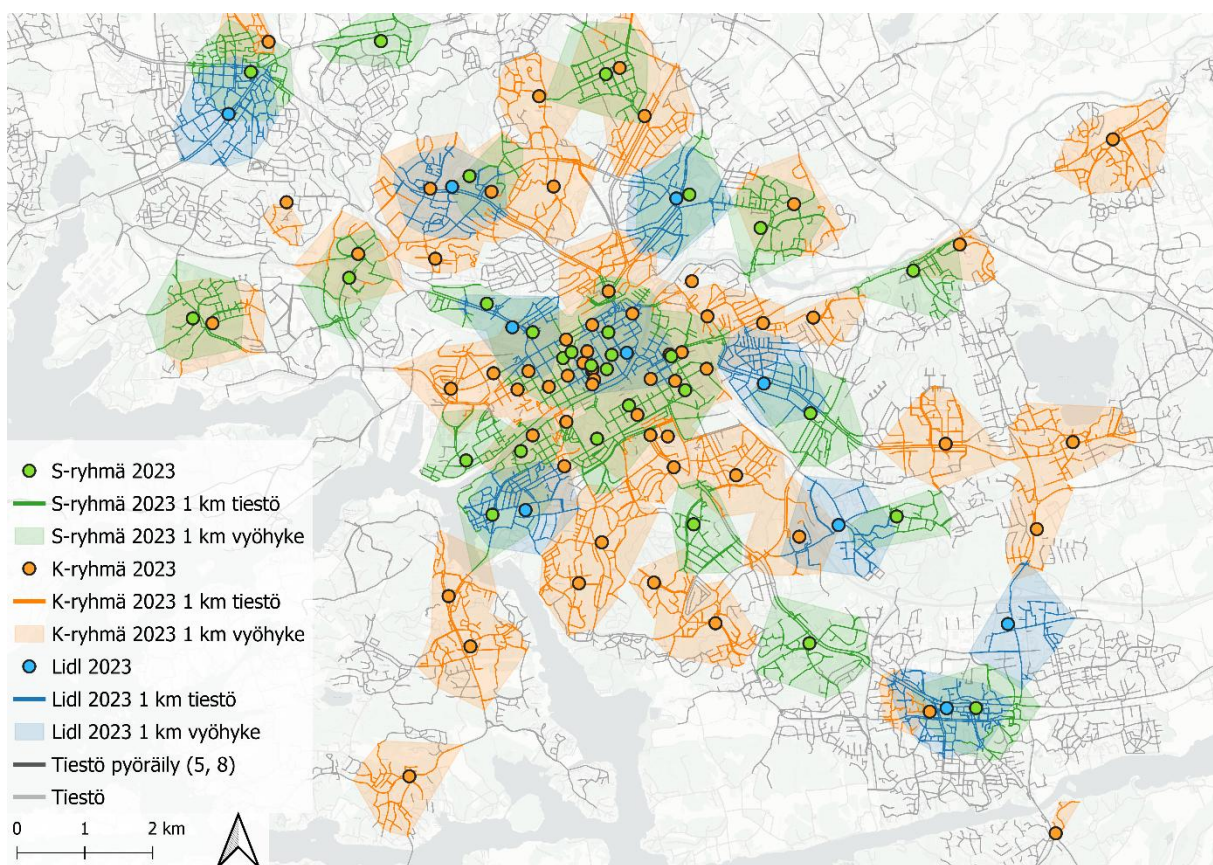 S-ryhmä 2023
S-ryhmä 2023 1 km tiestö
S-ryhmä 2023 1 km vyöhyke
K-ryhmä 2023
K-ryhmä 2023 1 km tiestö
K-ryhmä 2023 1 km vyöhyke
Lidl 2023
Lidl 2023 1 km tiestö
Lidl 2023 1 km vyöhyke
Tiestö pyöräily (5, 8)
Tiestö
0 1 2 km